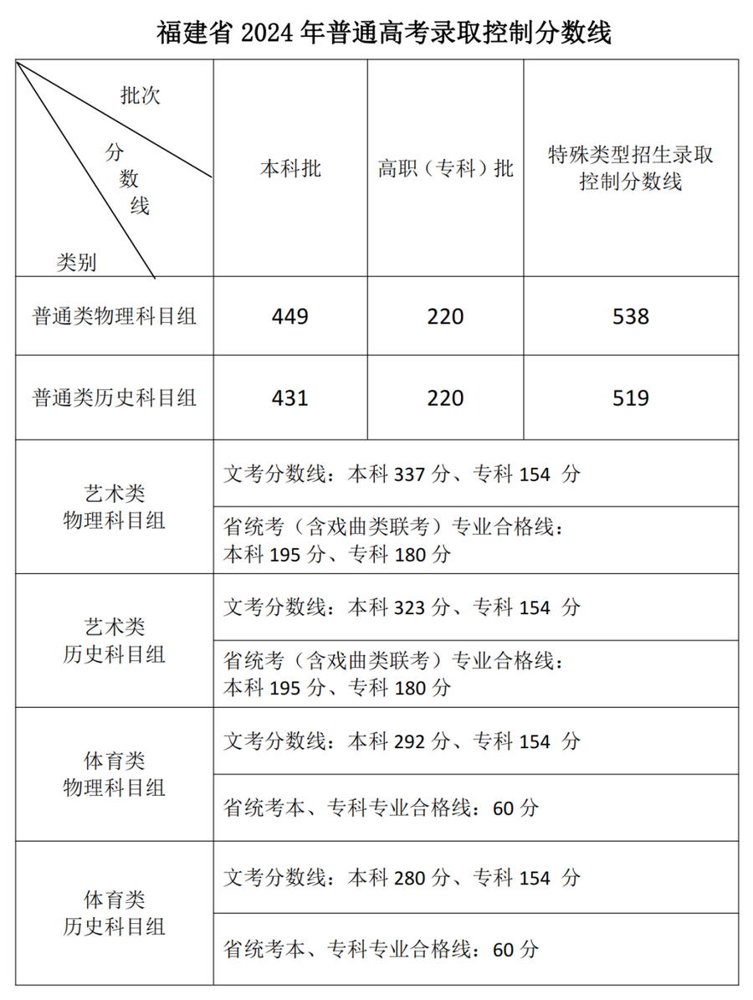 福建省 2024 年普通高考录取控制分数线
批次
分
数
线
类别
本科批
高职（专科）批
特殊类型招生录取
控制分数线
普通类物理科目组
449
220
538
普通类历史科目组
431
220
519
艺术类
物理科目组
文考分数线：本科 337 分、专科 154 分
省统考（含戏曲类联考）专业合格线：
本科 195 分、专科 180 分
艺术类
历史科目组
文考分数线：本科 323 分、专科 154 分
省统考（含戏曲类联考）专业合格线：
本科 195 分、专科 180 分
体育类
物理科目组
文考分数线：本科 292 分、专科 154 分
省统考本、专科专业合格线：60 分
体育类
历史科目组
文考分数线：本科 280 分、专科 154 分
省统考本、专科专业合格线：60 分